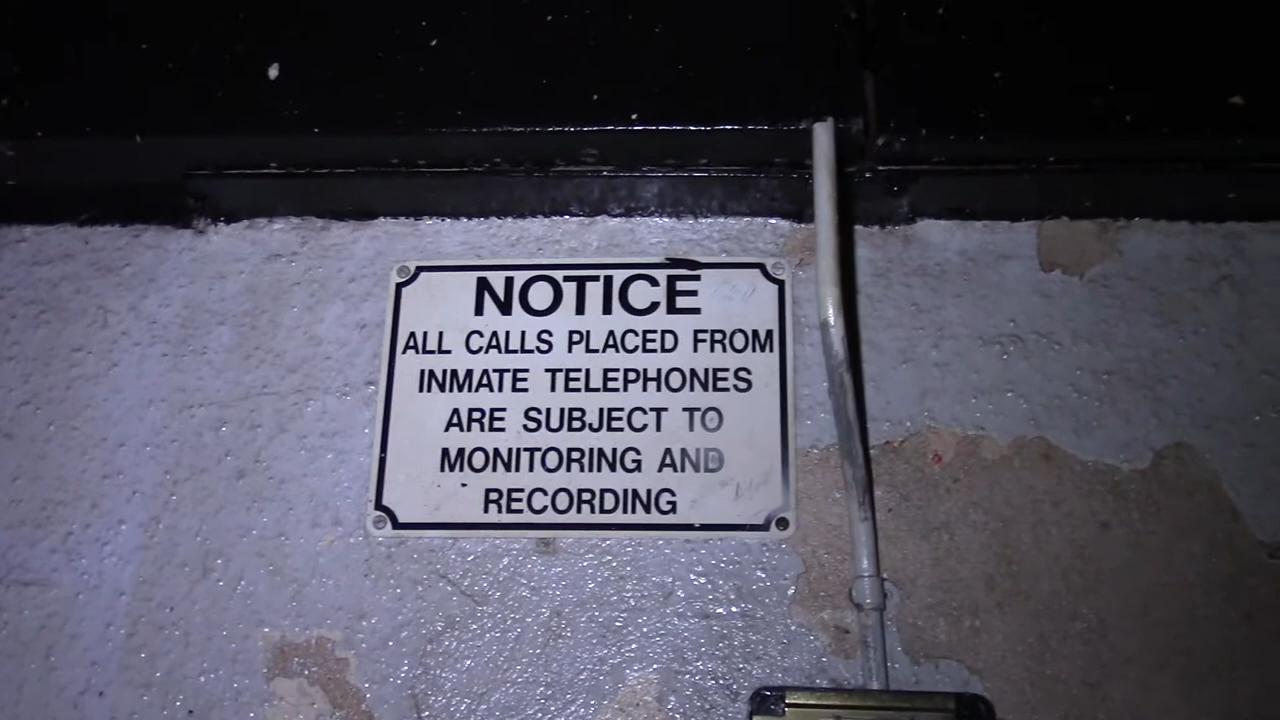 NOTICE
ALL CALLS PLACED FROM
INMATE TELEPHONES
ARE SUBJECT TO
MONITORING AND
RECORDING